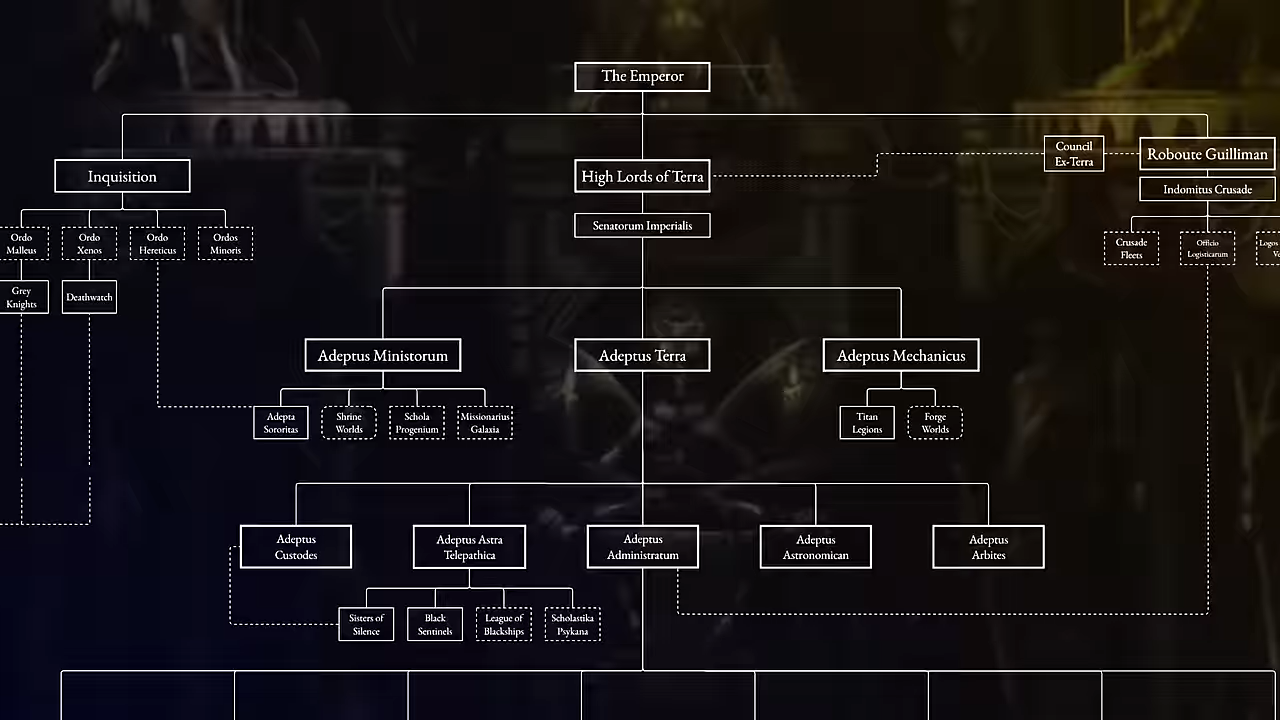 The Emperor
Council
Ex-Terra
Roboute Guilliman
Inquisition
High Lords of Terra
Indomitus Crusade
Senatorum Imperialis
Ordo
Malleus
Ordo
Xenos
Ordo
Hereticus
Ordos
Minoris
Crusade
Fleets
Officio
Logisticarum
Logos
Grey
Knights
Deathwatch
Adeptus Ministorum
Adeptus Terra
Adeptus Mechanicus
Adepta
Sororitas
Shrine
Worlds
Schola
Progenium
Missionarius
Galaxia
Titan
Legions
Forge
Worlds
Adeptus
Custodes
Adeptus Astra
Telepathica
Adeptus
Administratum
Adeptus
Astronomican
Adeptus
Arbites
Sisters of
Silence
Black
Sentinels
League of
Blackships
Scholastika
Psykana